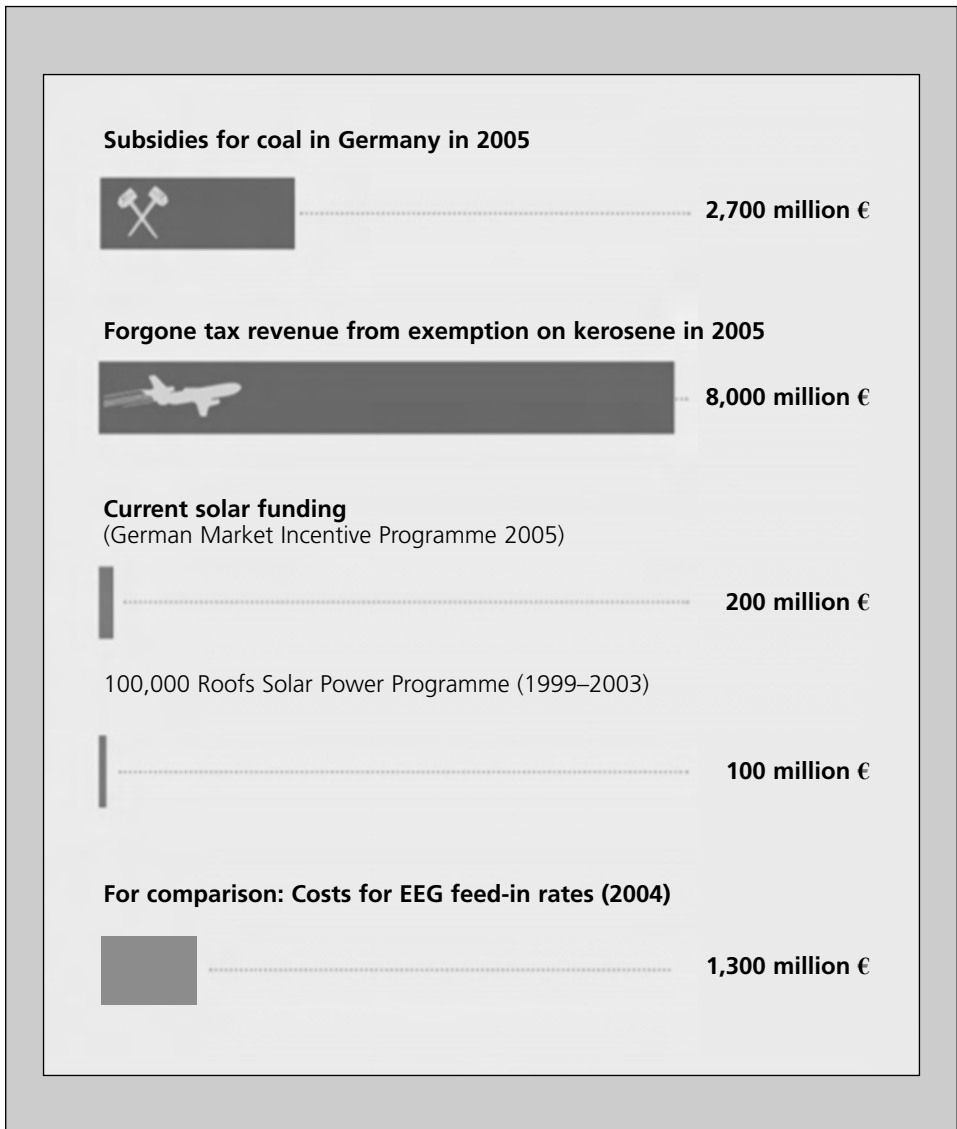 Subsidies for coal in Germany in 2005
2,700 million €
Forgone tax revenue from exemption on kerosene in 2005
8,000 million €
Current solar funding
(German Market Incentive Programme 2005)
200 million €
100,000 Roofs Solar Power Programme (1999–2003)
100 million €
For comparison: Costs for EEG feed-in rates (2004)
1,300 million €